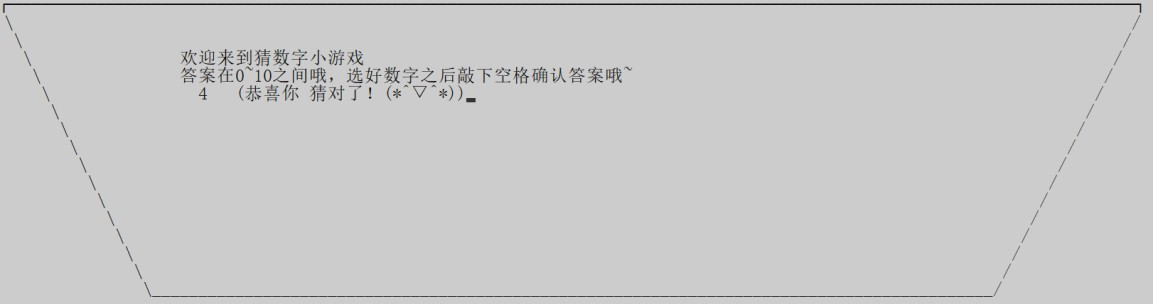 欢迎来到猜数字小游戏
答案在0~10之间哦，选好数字之后敲下空格确认答案哦~
4 (恭喜你 猜对了！(*^▽^*))